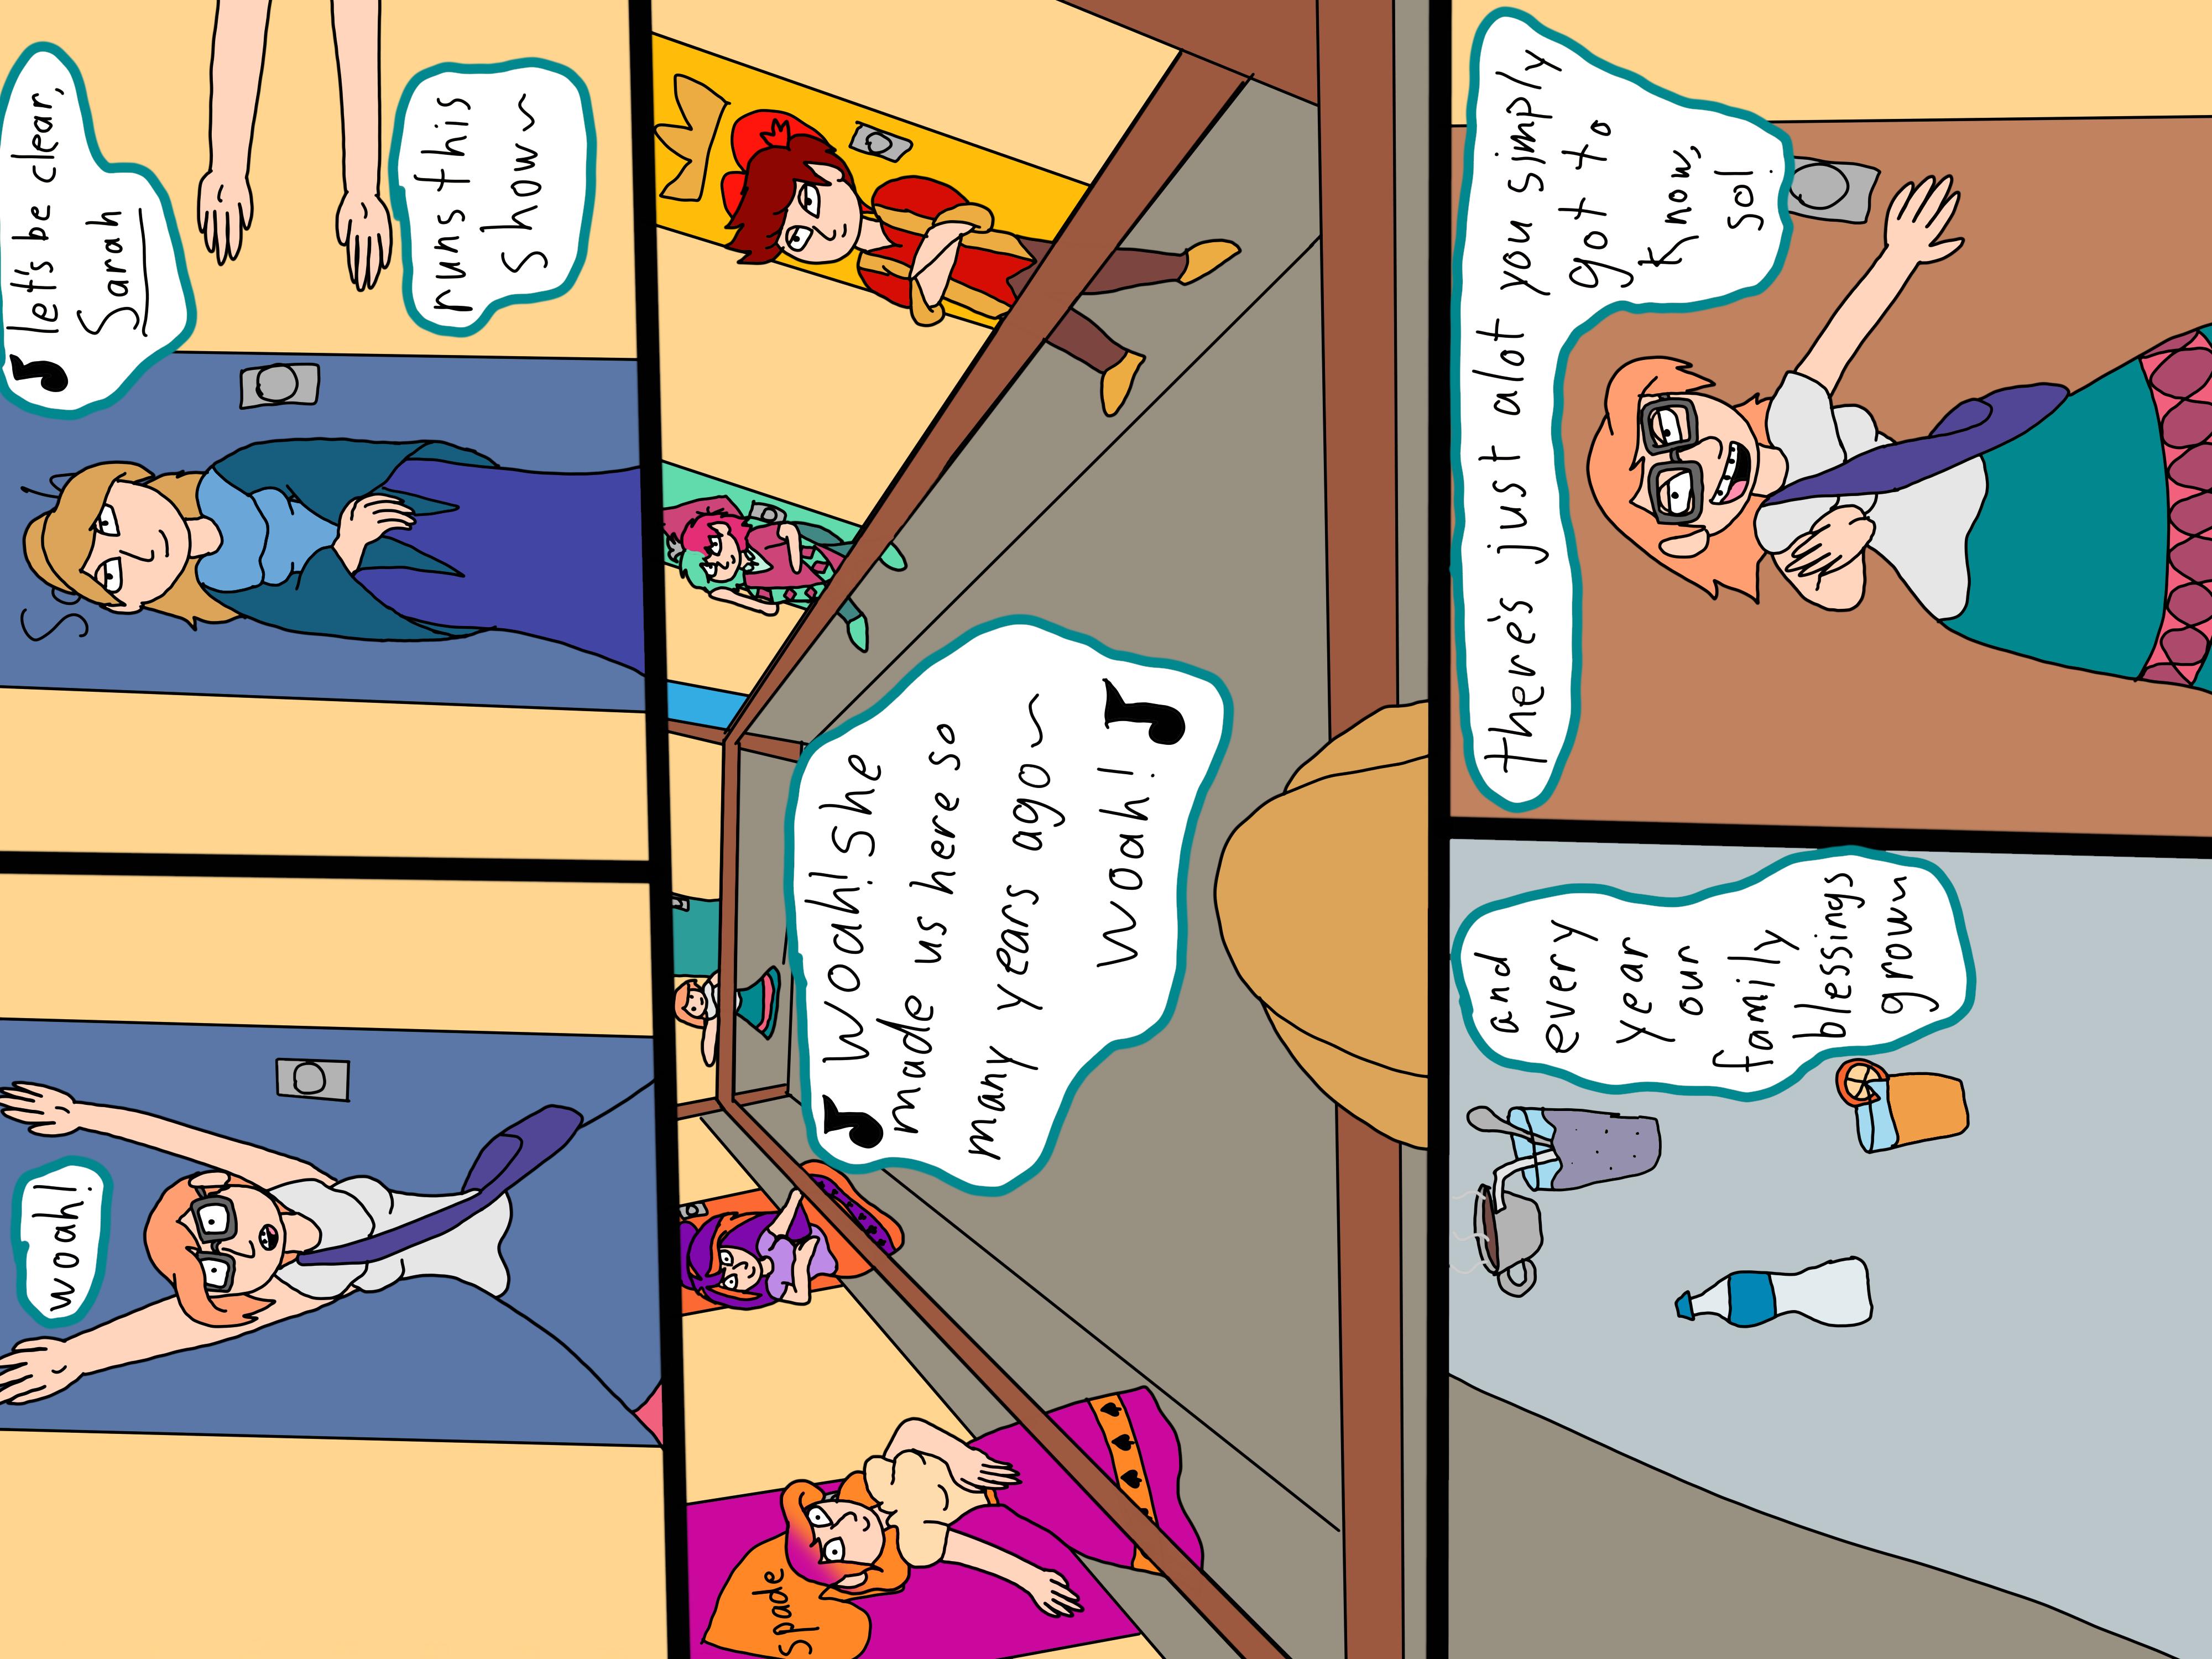 woah!
let's be clear,
Sarah
runs this
show~
spade
Woah! she
made us here so
many years ago~
Woah!
and
every
year
our
family
blessings
grow~
there's just alot you simply
got to
know,
so!